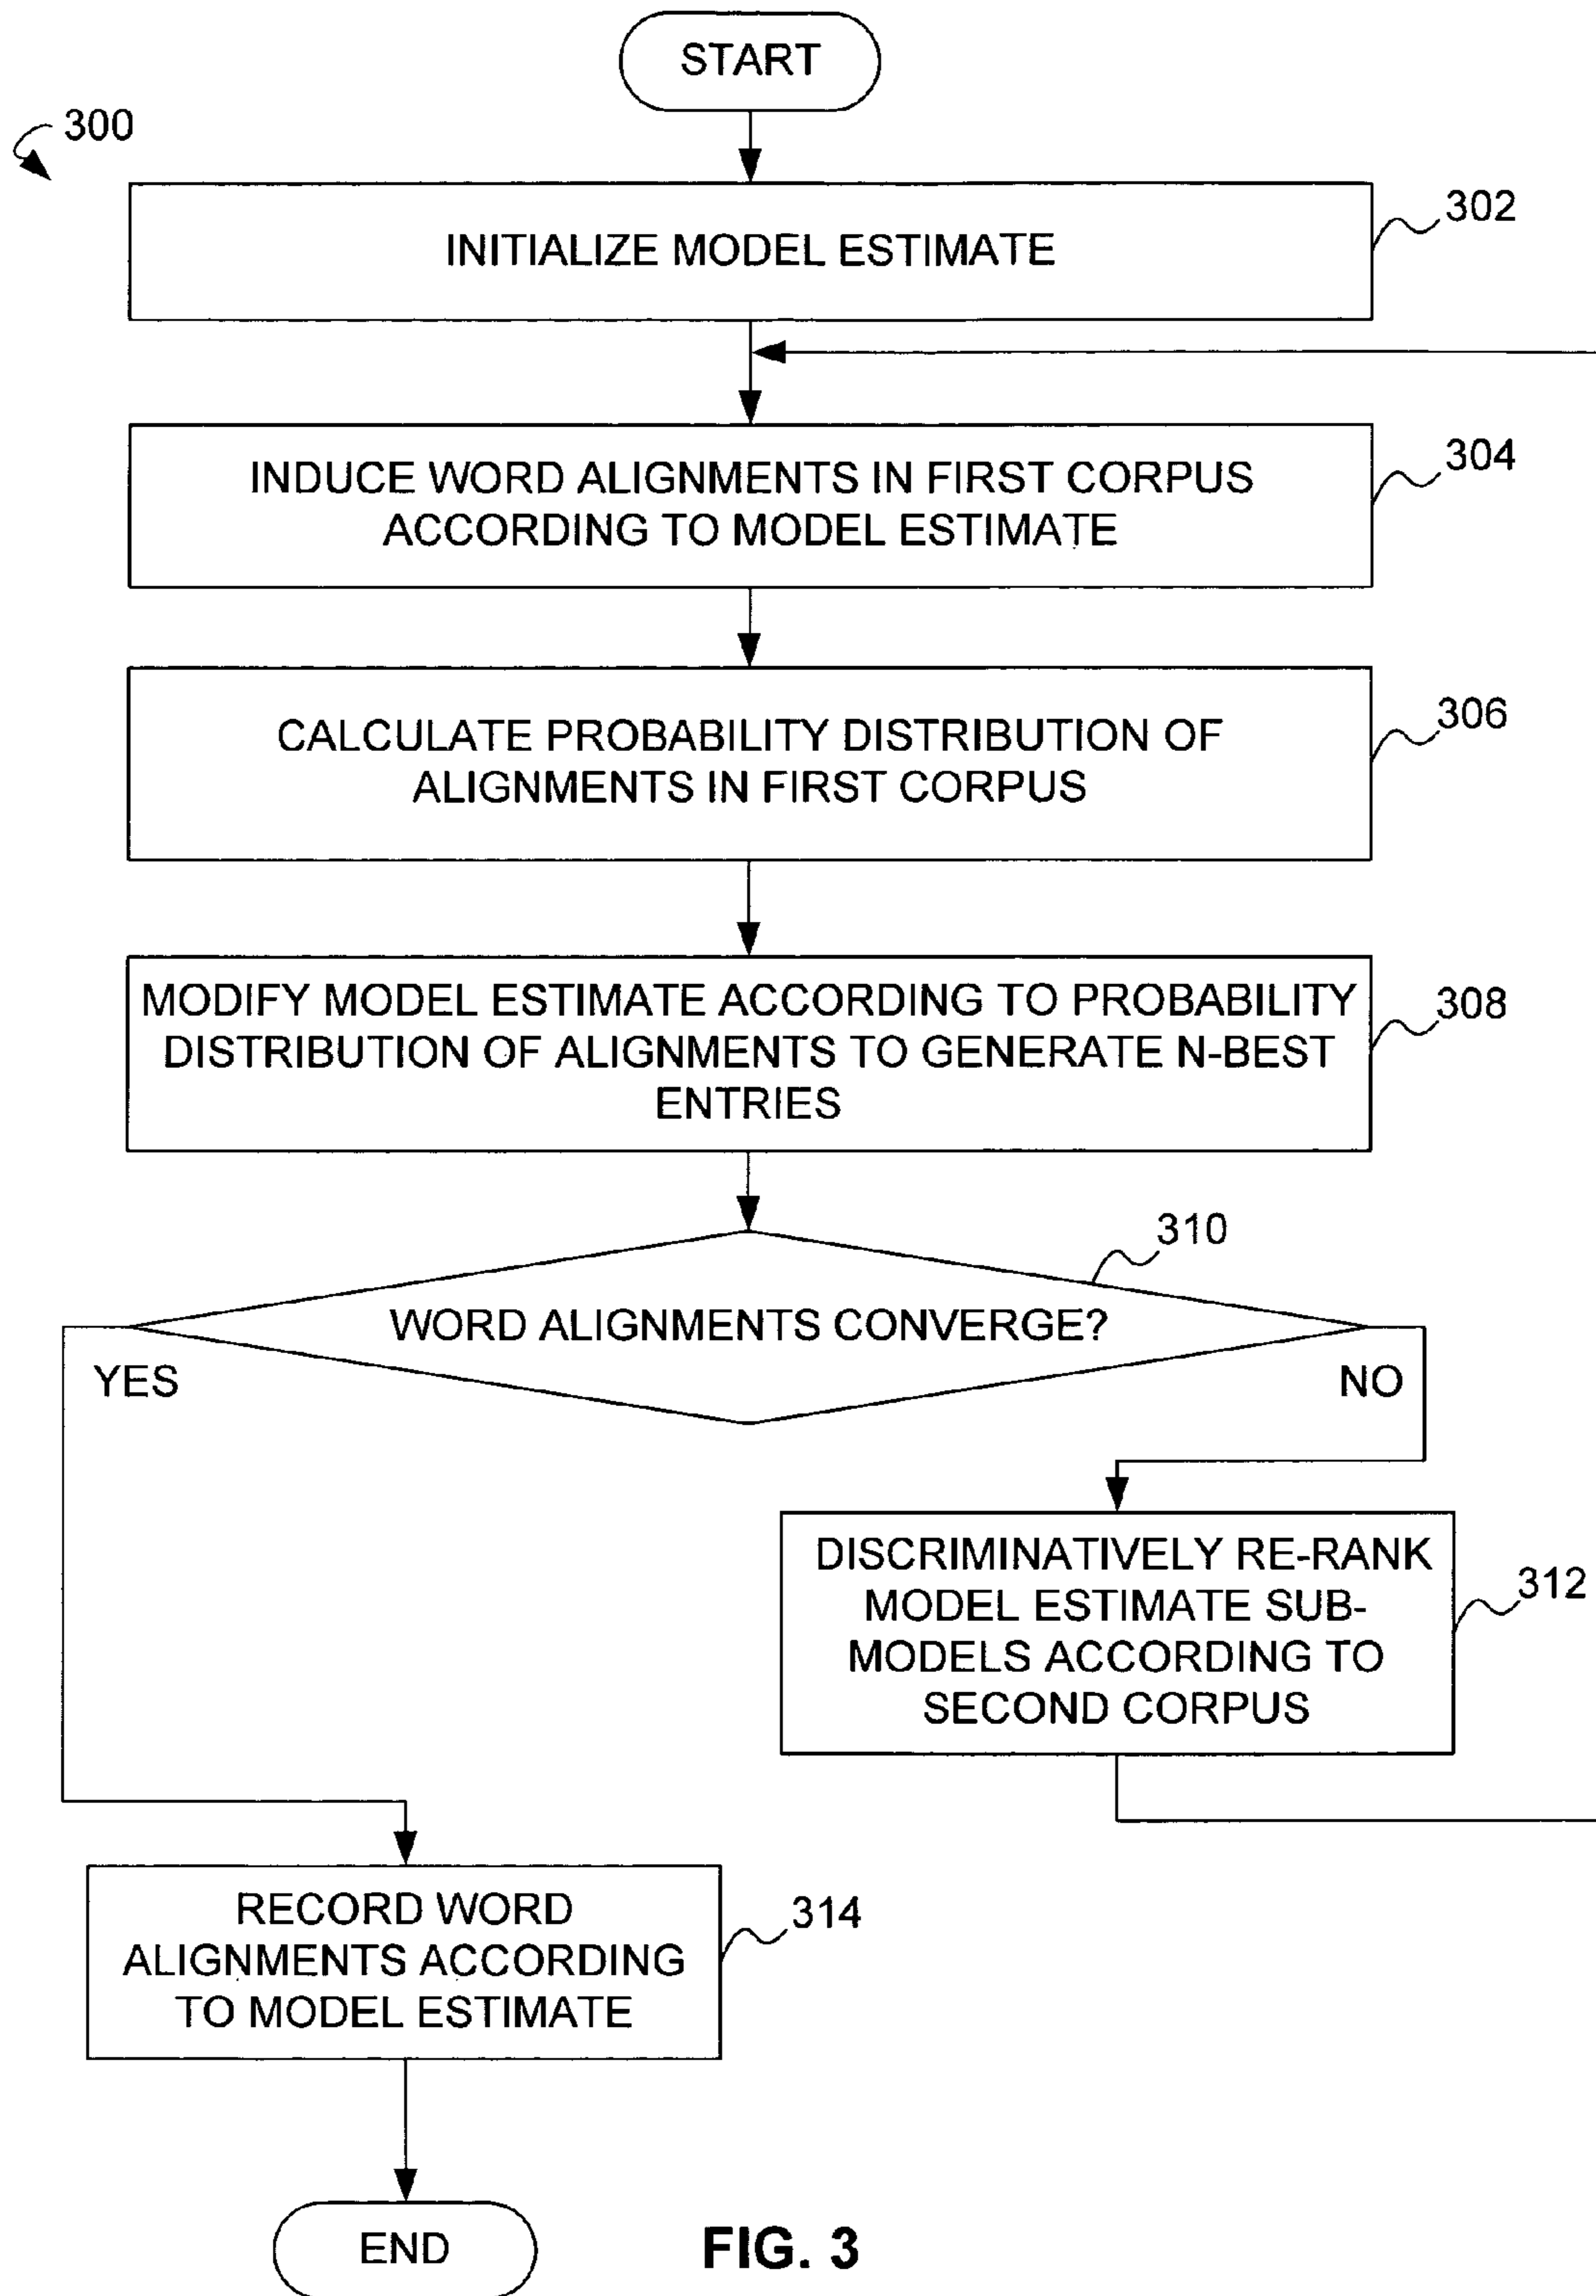 START
300
302
INITIALIZE MODEL ESTIMATE
304
INDUCE WORD ALIGNMENTS IN FIRST CORPUS
ACCORDING TO MODEL ESTIMATE
306
CALCULATE PROBABILITY DISTRIBUTION OF
ALIGNMENTS IN FIRST CORPUS
308
MODIFY MODEL ESTIMATE ACCORDING TO PROBABILITY
DISTRIBUTION OF ALIGNMENTS TO GENERATE N-BEST
ENTRIES
310
WORD ALIGNMENTS CONVERGE?
YES
NO
DISCRIMINATIVELY RE-RANK
MODEL ESTIMATE SUB-
MODELS ACCORDING TO
SECOND CORPUS
312
RECORD WORD
ALIGNMENTS ACCORDING
TO MODEL ESTIMATE
314
END
FIG. 3